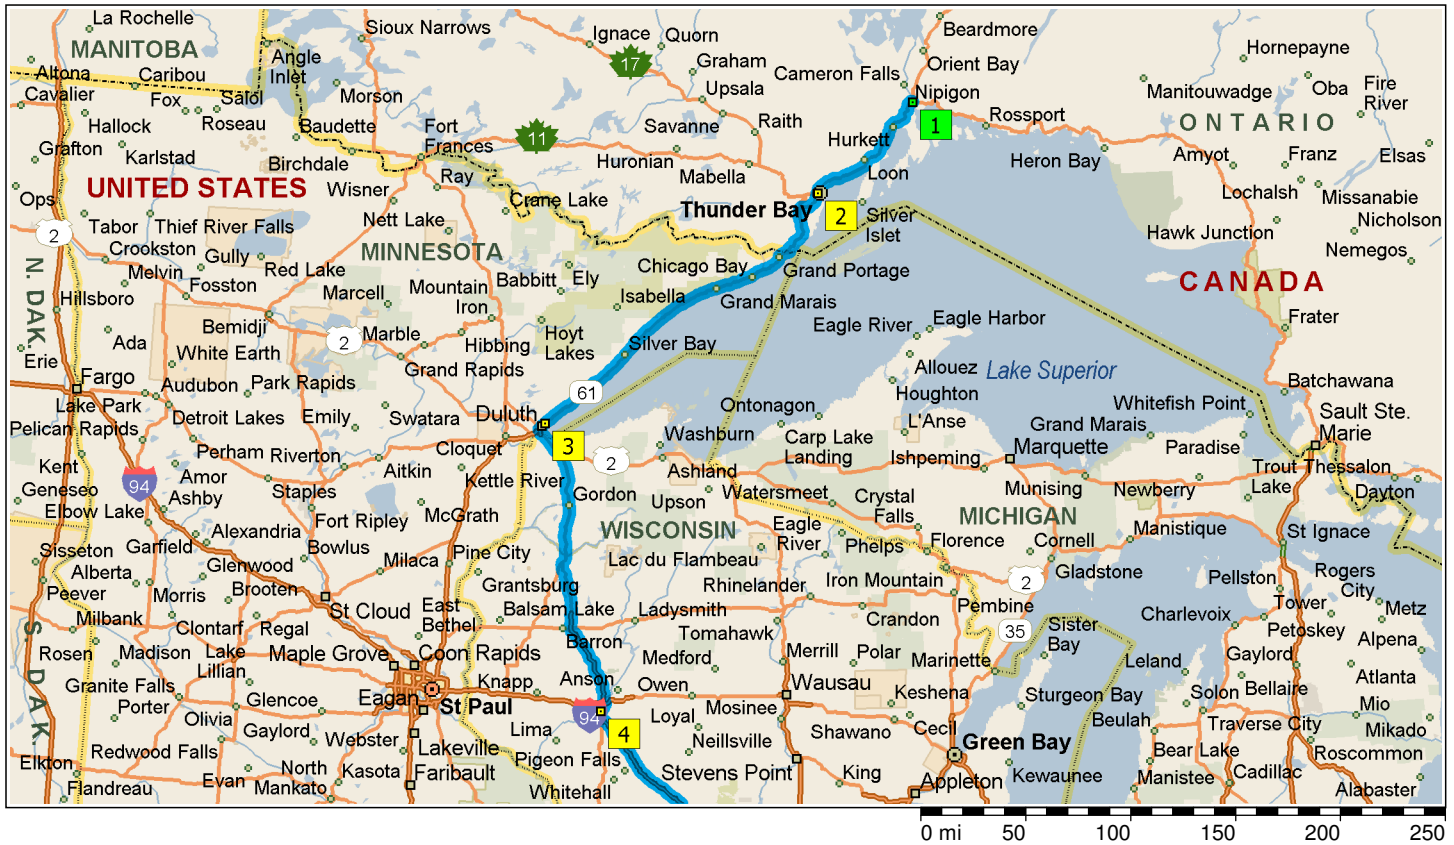 La Rochelle
MANITOBA
Sioux Narrows
Ignace
Quorn
Beardmore
Hornepayne
Angle
Inlet
17
Graham
Orient Bay
Altona
Caribou
Cameron Falls
Upsala
Nipigon
Manitouwadge
Oba
Fire
River
Cavalier
Fox
Salol
Morson
Rossport
ONTARIO
Hallock
Roseau
Baudette
Fort
Frances
11
Savanne
Raith
1
Hurkett
Grafton
Karlstad
Birchdale
Huronian
Heron Bay
Amyot
Franz
Elsas
UNITED STATES
Wisner
Ray
Mabella
Loon
Lochalsh
Missanabie
Ops
Crane Lake
Thunder Bay
2
Silver
Islet
Nicholson
Tabor
Thief River Falls
Nett Lake
Hawk Junction
2
Crookston
Gully
MINNESOTA
Nemegos
N. DAK.
Melvin
Red Lake
Chicago Bay
Grand Portage
CANADA
Hillsboro
Fosston
Marcell
Mountain
Iron
Babbitt
Ely
Isabella
Grand Marais
Bemidji
Eagle River
Eagle Harbor
Frater
Ada
2
Marble
Hibbing
Hoyt
Lakes
Silver Bay
Erie
White Earth
Grand Rapids
Allouez
Lake Superior
Fargo
Audubon
Park Rapids
61
Houghton
Batchawana
Lake Park
Detroit Lakes
Emily
Swatara
Duluth
Ontonagon
L'Anse
Whitefish Point
Sault Ste.
Marie
Pelican Rapids
3
Washburn
Carp Lake
Landing
Grand Marais
Marquette
Paradise
Perham
Riverton
Cloquet
2
Ishpeming
Kent
Amor
Aitkin
Ashland
Trout
Lake
Thessalon
94
Kettle River
Geneseo
Ashby
Staples
Gordon
Upson
Watersmeet
Crystal
Falls
Munising
Newberry
Dayton
Elbow Lake
Fort Ripley
McGrath
WISCONSIN
Eagle
River
MICHIGAN
Manistique
St Ignace
Alexandria
Sisseton
Garfield
Bowlus
Milaca
Pine City
Lac du Flambeau
Phelps
Florence
Cornell
Alberta
Glenwood
Gladstone
Pellston
Rogers
City
Peever
Morris
Brooten
Grantsburg
Rhinelander
Iron Mountain
2
Tower
Metz
Milbank
St Cloud
East
Bethel
Balsam Lake
Ladysmith
Pembine
Charlevoix
S. DAK.
Clontarf
Regal
Tomahawk
Crandon
35
Sister
Bay
Petoskey
Alpena
Rosen
Madison
Lake
Lillian
Maple Grove
Coon Rapids
Barron
Medford
Merrill
Polar
Marinette
Leland
Gaylord
Atlanta
Granite Falls
Glencoe
Eagan
Knapp
Anson
Owen
Wausau
Keshena
Sturgeon Bay
Solon
Bellaire
Porter
St Paul
94
Loyal
Mosinee
Mio
Olivia
Gaylord
Lima
4
Neillsville
Shawano
Cecil
Beulah
Traverse City
Mikado
Redwood Falls
Webster
Lakeville
Pigeon Falls
Green Bay
Bear Lake
Roscommon
Elkton
North
Mankato
Kasota
Faribault
Stevens Point
King
Kewaunee
Manistee
Cadillac
Flandreau
Evan
Whitehall
Appleton
Alabaster
0 mi
50
100
150
200
250